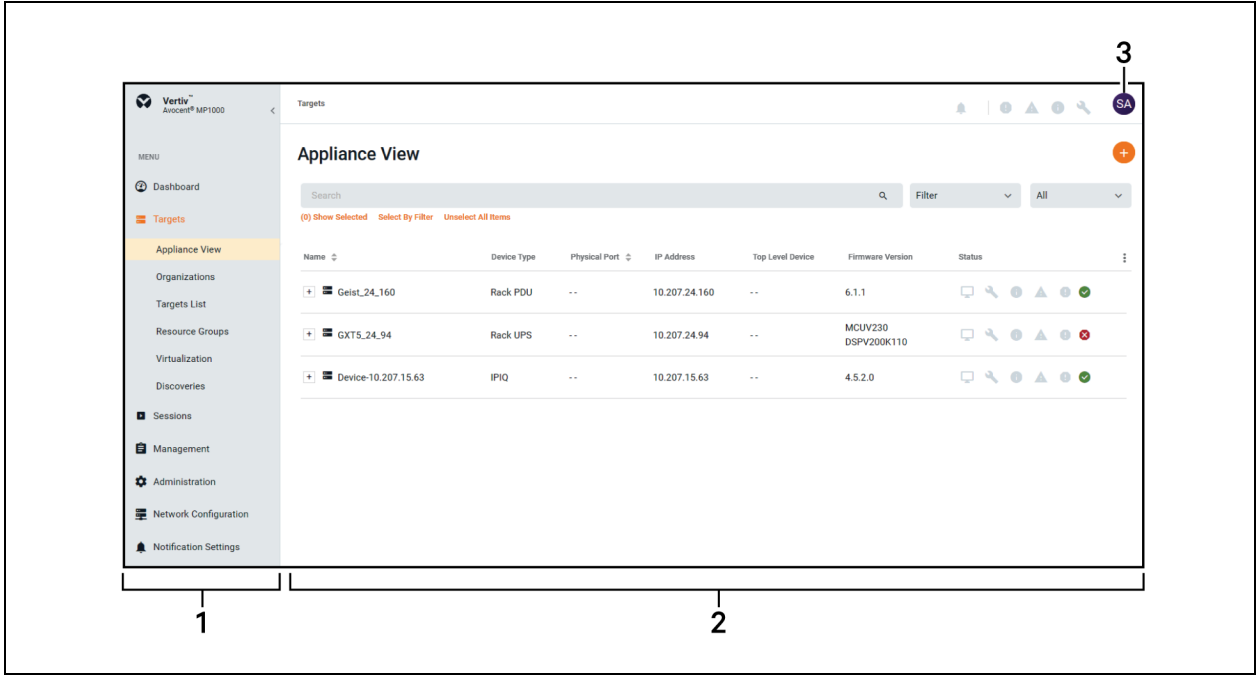 3
Vertiv™
Avocent® MP1000
Targets
SA
MENU
Appliance View
+
Dashboard
Search
Filter
All
Targets
(0) Show Selected Select By Filter Unselect All Items
Appliance View
Name Device Type Physical Port IP Address Top Level Device Firmware Version Status
Organizations
+ Geist_24_160 Rack PDU -- 10.207.24.160 -- 6.1.1
Targets List
Resource Groups
+ GXT5_24_94 Rack UPS -- 10.207.24.94 -- MCUV230
DSPV200K110
Virtualization
+ Device-10.207.15.63 IPIQ -- 10.207.15.63 -- 4.5.2.0
Discoveries
Sessions
Management
Administration
Network Configuration
Notification Settings
1
2